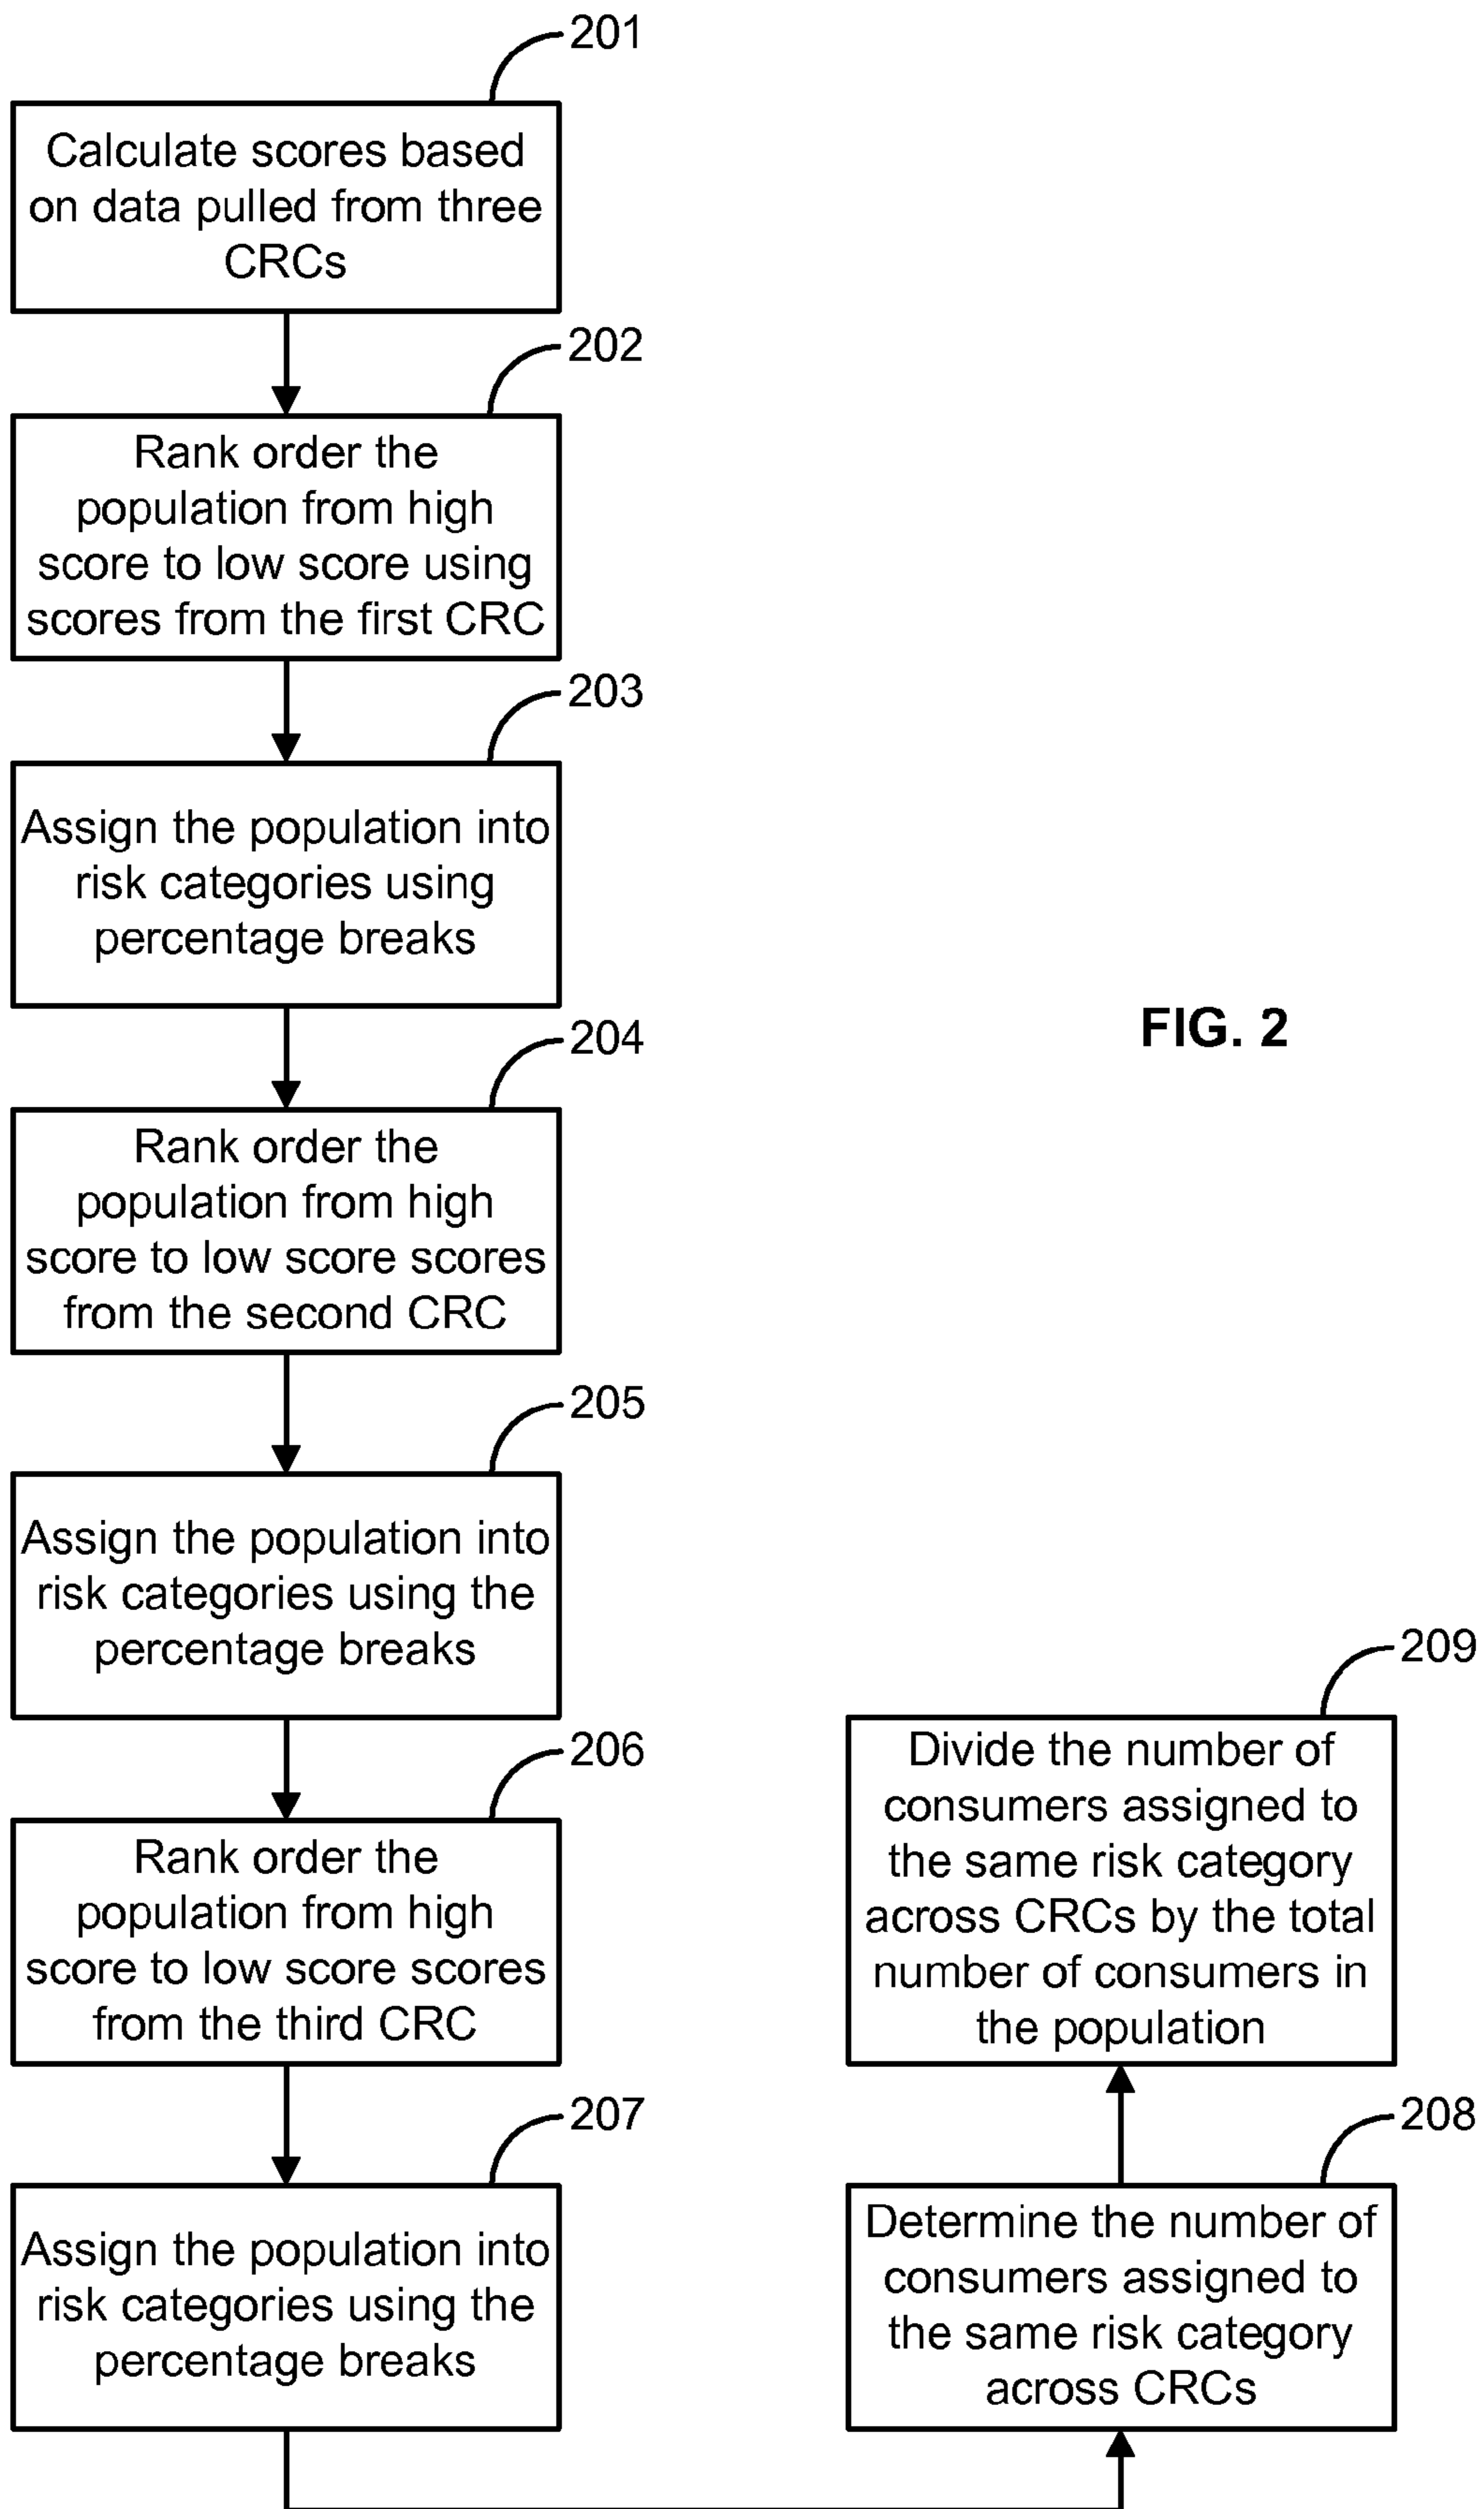 201
Calculate scores based
on data pulled from three
CRCs
202
Rank order the
population from high
score to low score using
scores from the first CRC
203
Assign the population into
risk categories using
percentage breaks
204
Rank order the
population from high
score to low score scores
from the second CRC
205
Assign the population into
risk categories using the
percentage breaks
206
Rank order the
population from high
score to low score scores
from the third CRC
207
Assign the population into
risk categories using the
percentage breaks
208
Determine the number of
consumers assigned to
the same risk category
across CRCs
209
Divide the number of
consumers assigned to
the same risk category
across CRCs by the total
number of consumers in
the population
FIG. 2